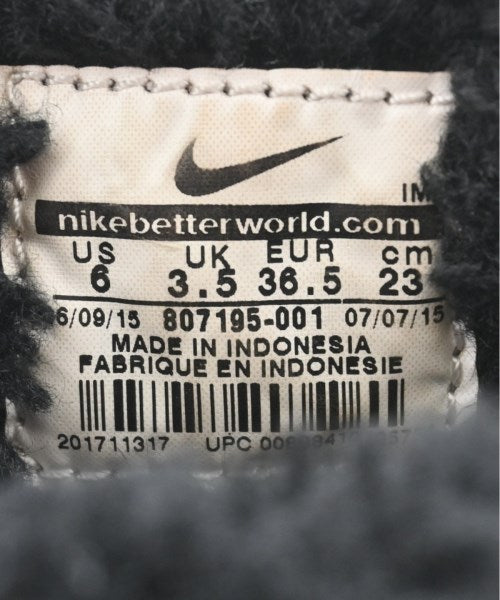 IM
nikebetterworld.com
US UK EUR cm
6 3.5 36.5 23
6/09/15 807195-001 07/07/15
MADE IN INDONESIA
FABRIQUE EN INDONESIE
201711317 UPC